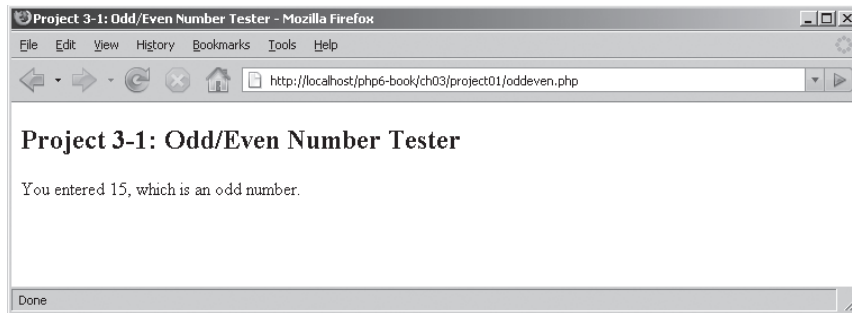 Project 3-1: Odd/Even Number Tester - Mozilla Firefox
File Edit View History Bookmarks Tools Help
http://localhost/php6-book/ch03/project01/oddeven.php
Project 3-1: Odd/Even Number Tester
You entered 15, which is an odd number.
Done